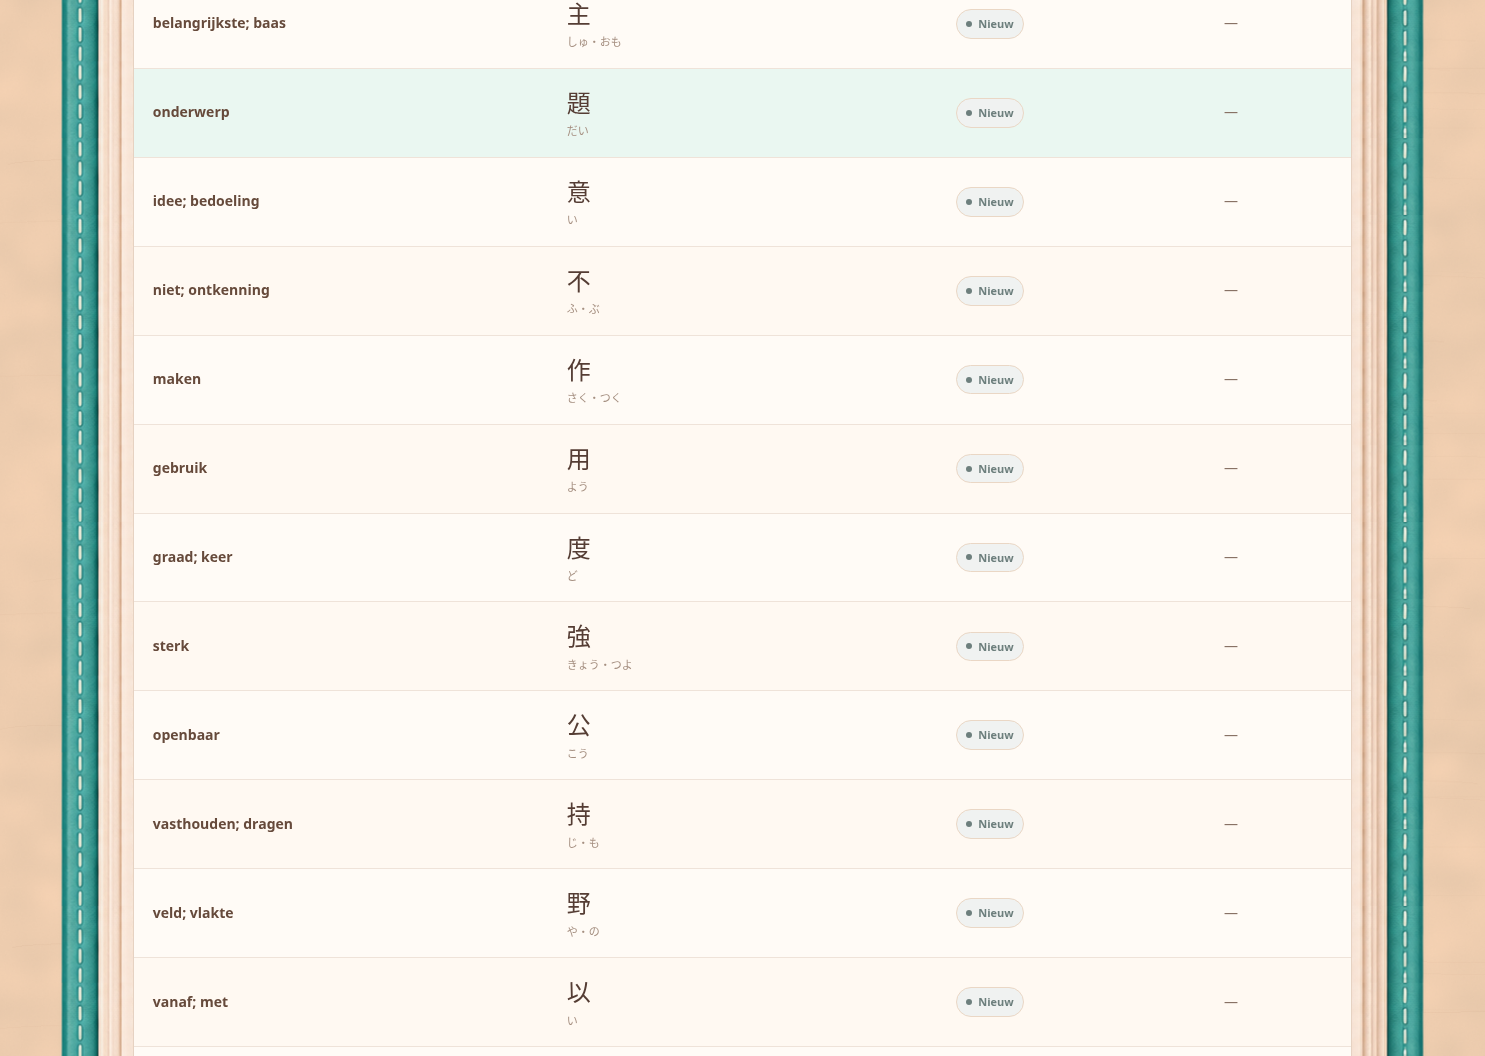 belangrijkste; baas
主
しゅ・おも
Nieuw
—
onderwerp
題
だい
Nieuw
—
idee; bedoeling
意
い
Nieuw
—
niet; ontkenning
不
ふ・ぶ
Nieuw
—
maken
作
さく・つく
Nieuw
—
gebruik
用
よう
Nieuw
—
graad; keer
度
ど
Nieuw
—
sterk
強
きょう・つよ
Nieuw
—
openbaar
公
こう
Nieuw
—
vasthouden; dragen
持
じ・も
Nieuw
—
veld; vlakte
野
や・の
Nieuw
—
vanaf; met
以
い
Nieuw
—